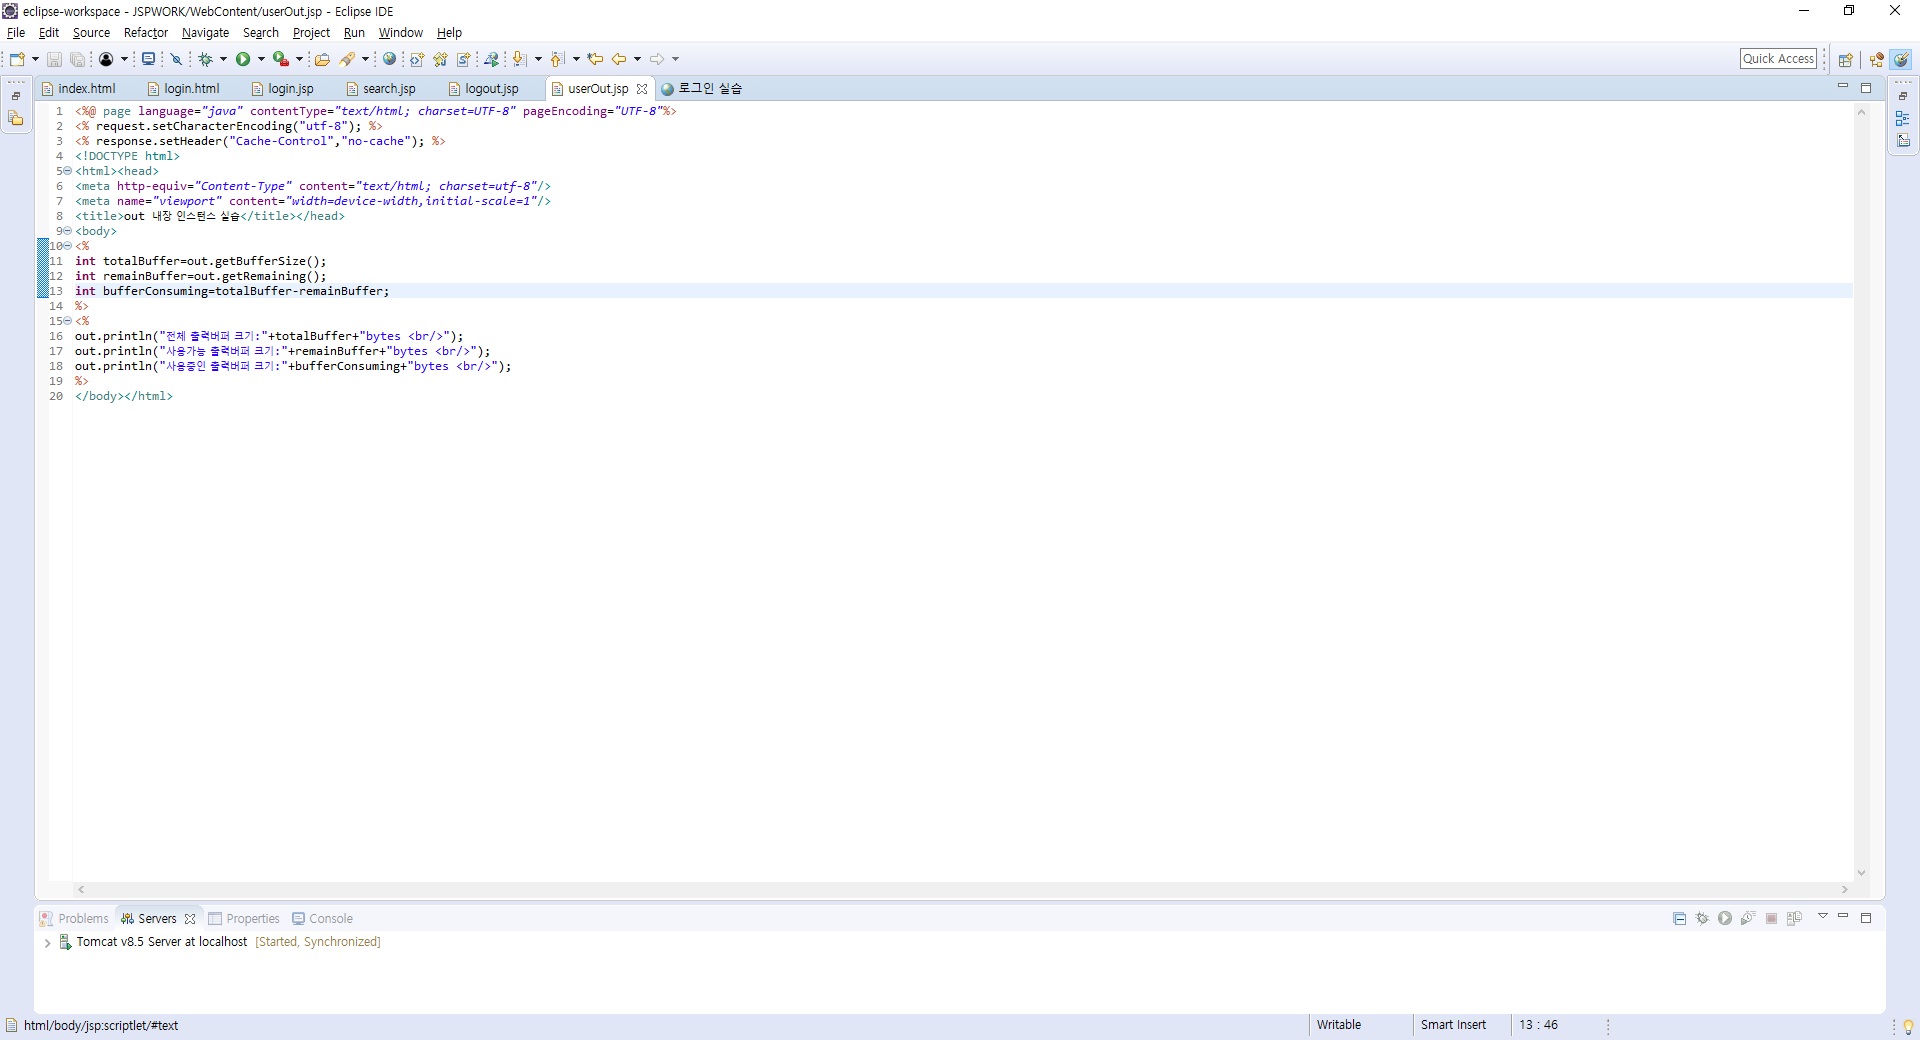 eclipse-workspace - JSPWORK/WebContent/userOut.jsp - Eclipse IDE
File Edit Source Refactor Navigate Search Project Run Window Help
Quick Access
index.html login.html login.jsp search.jsp logout.jsp userOut.jsp 로그인 실습
1 <%@ page language="java" contentType="text/html; charset=UTF-8" pageEncoding="UTF-8"%>
2 <% request.setCharacterEncoding("utf-8"); %>
3 <% response.setHeader("Cache-Control","no-cache"); %>
4 <!DOCTYPE html>
5 <html><head>
6 <meta http-equiv="Content-Type" content="text/html; charset=utf-8"/>
7 <meta name="viewport" content="width=device-width,initial-scale=1"/>
8 <title>out 내장 인스턴스 실습</title></head>
9 <body>
10 <%
11 int totalBuffer=out.getBufferSize();
12 int remainBuffer=out.getRemaining();
13 int bufferConsuming=totalBuffer-remainBuffer;
14 %>
15 <%
16 out.println("전체 출력버퍼 크기:"+totalBuffer+"bytes <br/>");
17 out.println("사용가능 출력버퍼 크기:"+remainBuffer+"bytes <br/>");
18 out.println("사용중인 출력버퍼 크기:"+bufferConsuming+"bytes <br/>");
19 %>
20 </body></html>
Problems Servers Properties Console
Tomcat v8.5 Server at localhost [Started, Synchronized]
html/body/jsp:scriptlet/#text Writable Smart Insert 13 : 46